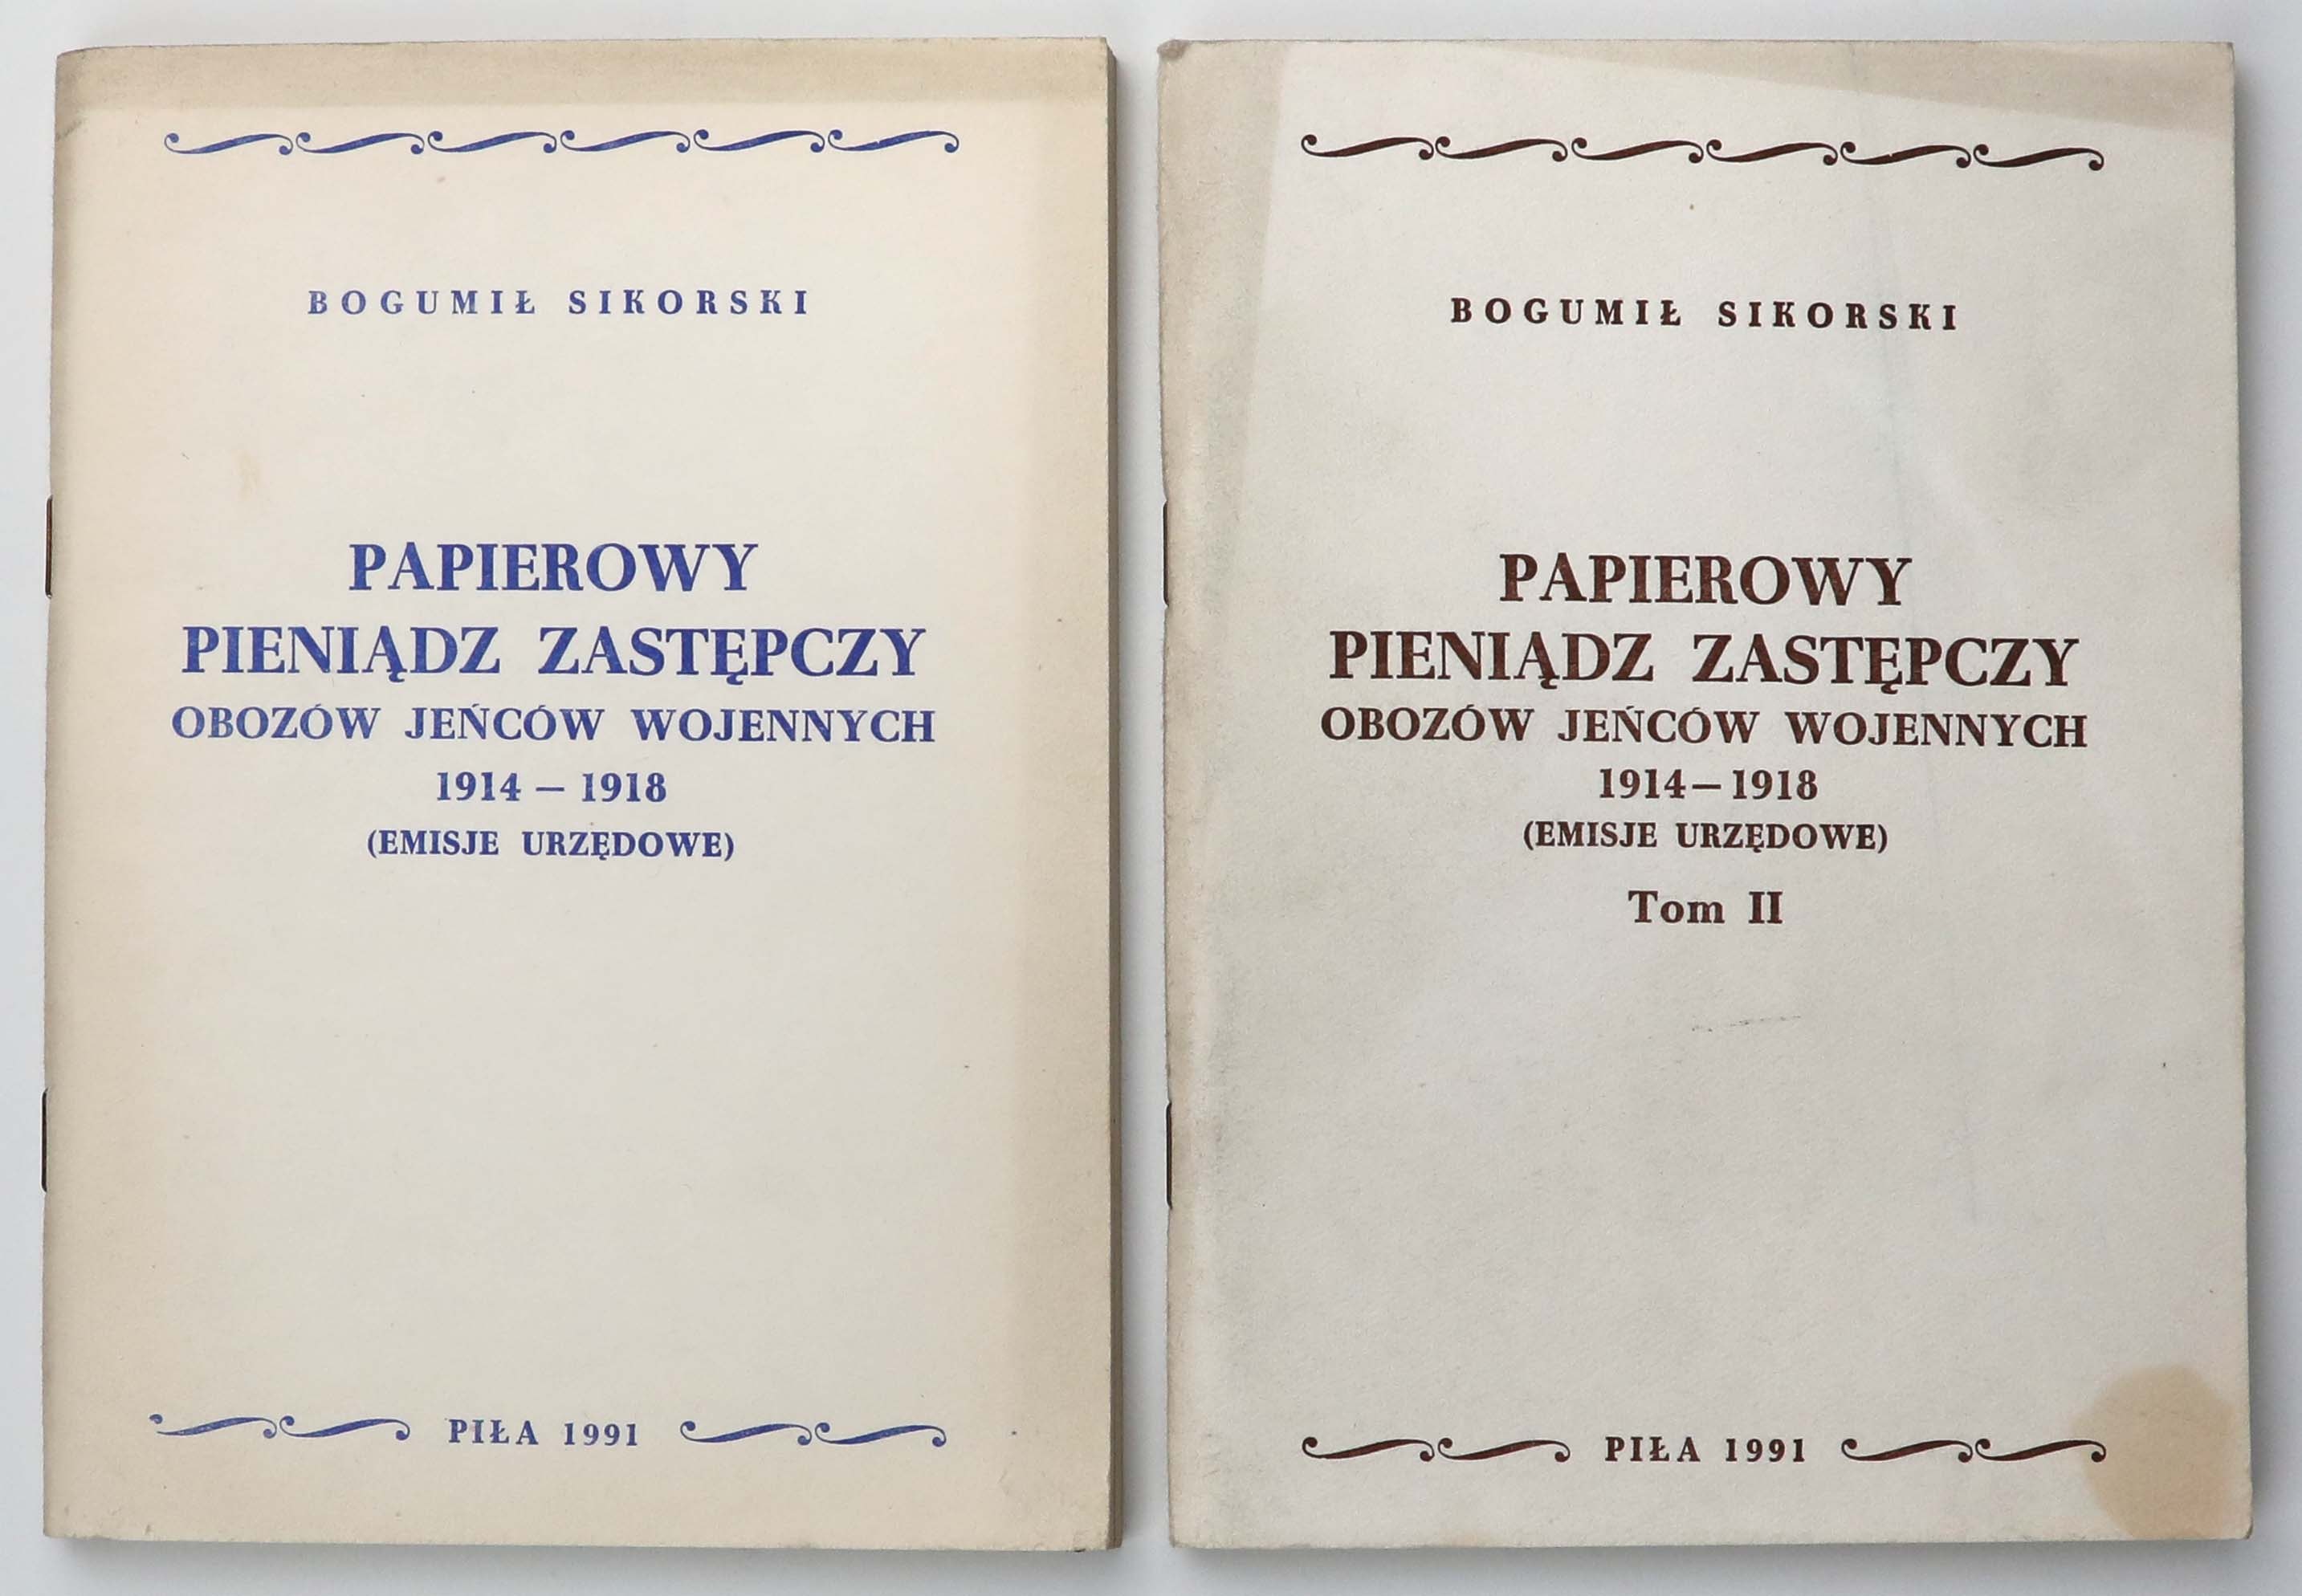 BOGUMIŁ SIKORSKI
PAPIEROWY
PIENIĄDZ ZASTĘPCZY
OBOZÓW JEŃCÓW WOJENNYCH
1914 — 1918
(EMISJE URZĘDOWE)
PIŁA 1991
BOGUMIŁ SIKORSKI
PAPIEROWY
PIENIĄDZ ZASTĘPCZY
OBOZÓW JEŃCÓW WOJENNYCH
1914—1918
(EMISJE URZĘDOWE)
Tom II
PIŁA 1991